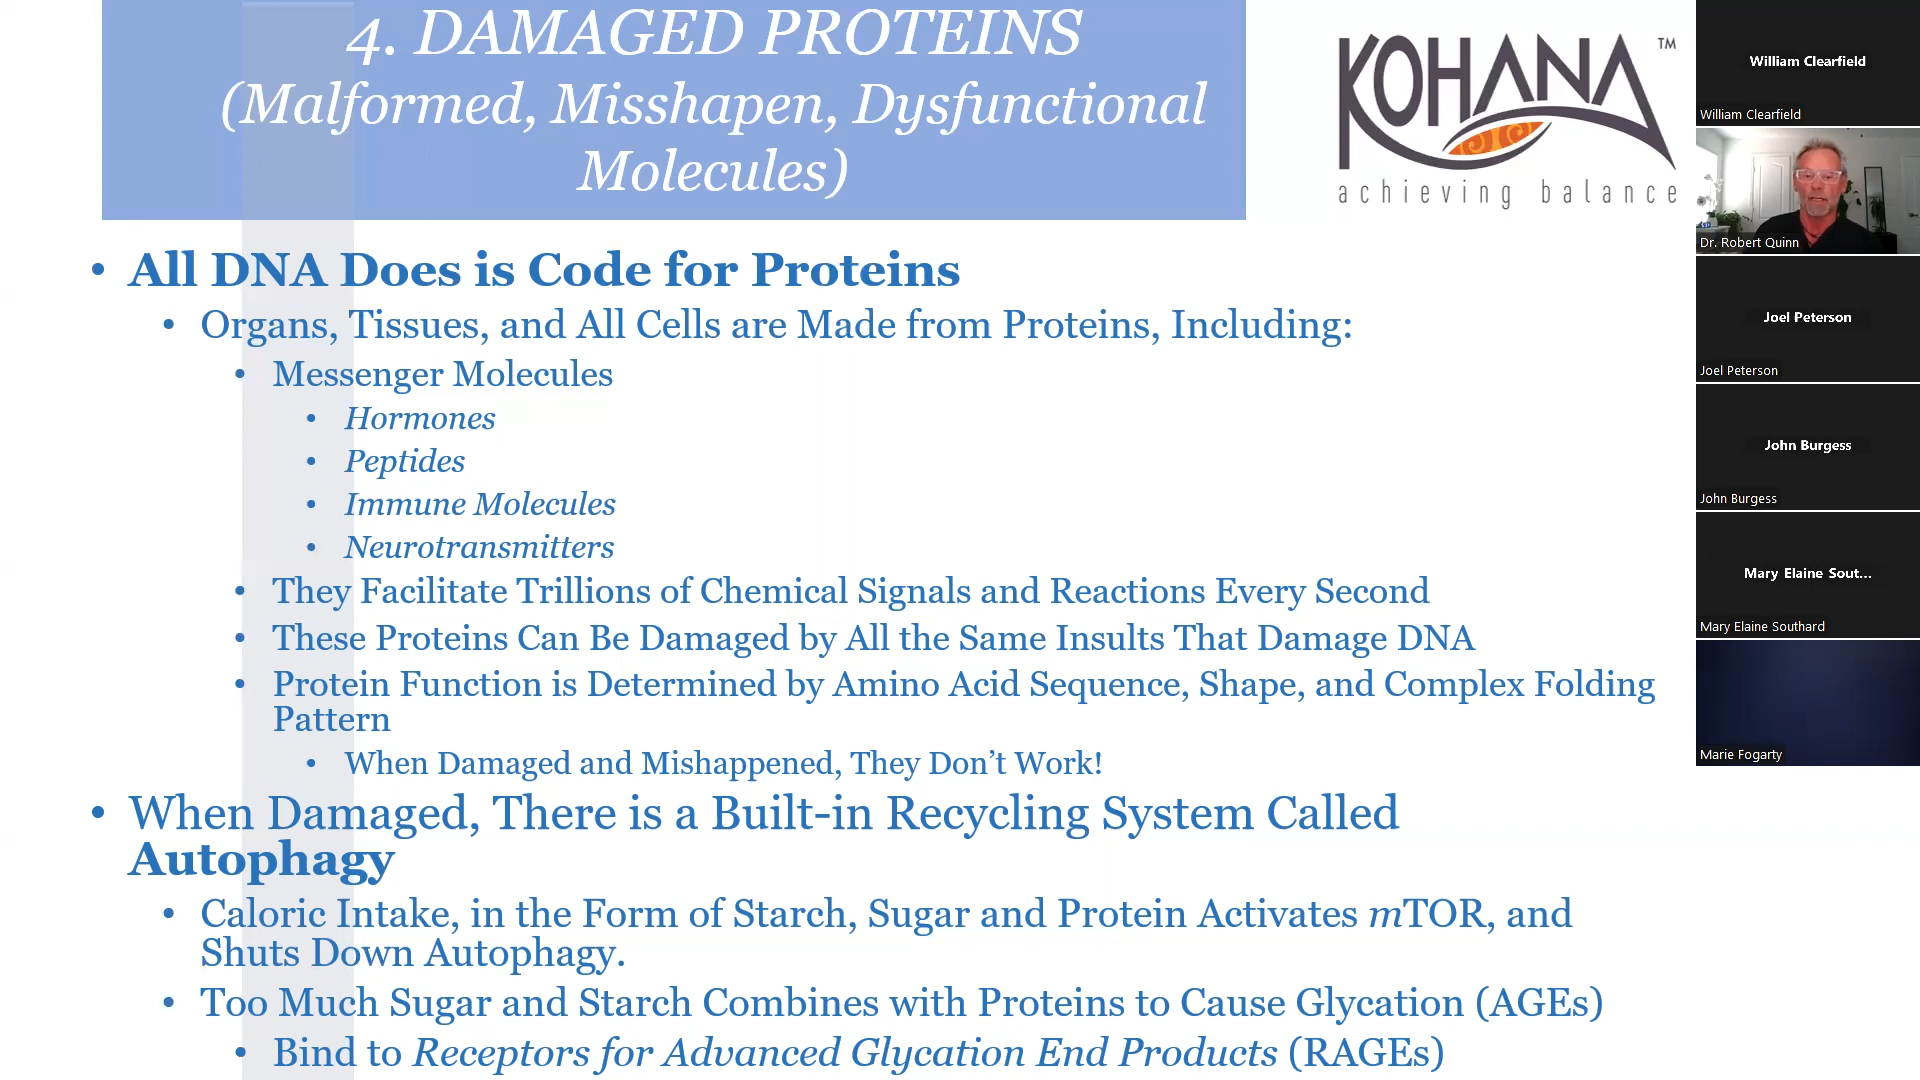 4. DAMAGED PROTEINS
(Malformed, Misshapen, Dysfunctional
Molecules)
KOHANA™
achieving balance
• All DNA Does is Code for Proteins
• Organs, Tissues, and All Cells are Made from Proteins, Including:
• Messenger Molecules
• Hormones
• Peptides
• Immune Molecules
• Neurotransmitters
• They Facilitate Trillions of Chemical Signals and Reactions Every Second
• These Proteins Can Be Damaged by All the Same Insults That Damage DNA
• Protein Function is Determined by Amino Acid Sequence, Shape, and Complex Folding
Pattern
• When Damaged and Mishappened, They Don’t Work!
• When Damaged, There is a Built-in Recycling System Called
Autophagy
• Caloric Intake, in the Form of Starch, Sugar and Protein Activates mTOR, and
Shuts Down Autophagy.
• Too Much Sugar and Starch Combines with Proteins to Cause Glycation (AGEs)
• Bind to Receptors for Advanced Glycation End Products (RAGEs)
William Clearfield
William Clearfield
Dr. Robert Quinn
Joel Peterson
Joel Peterson
John Burgess
John Burgess
Mary Elaine Sout...
Mary Elaine Southard
Marie Fogarty